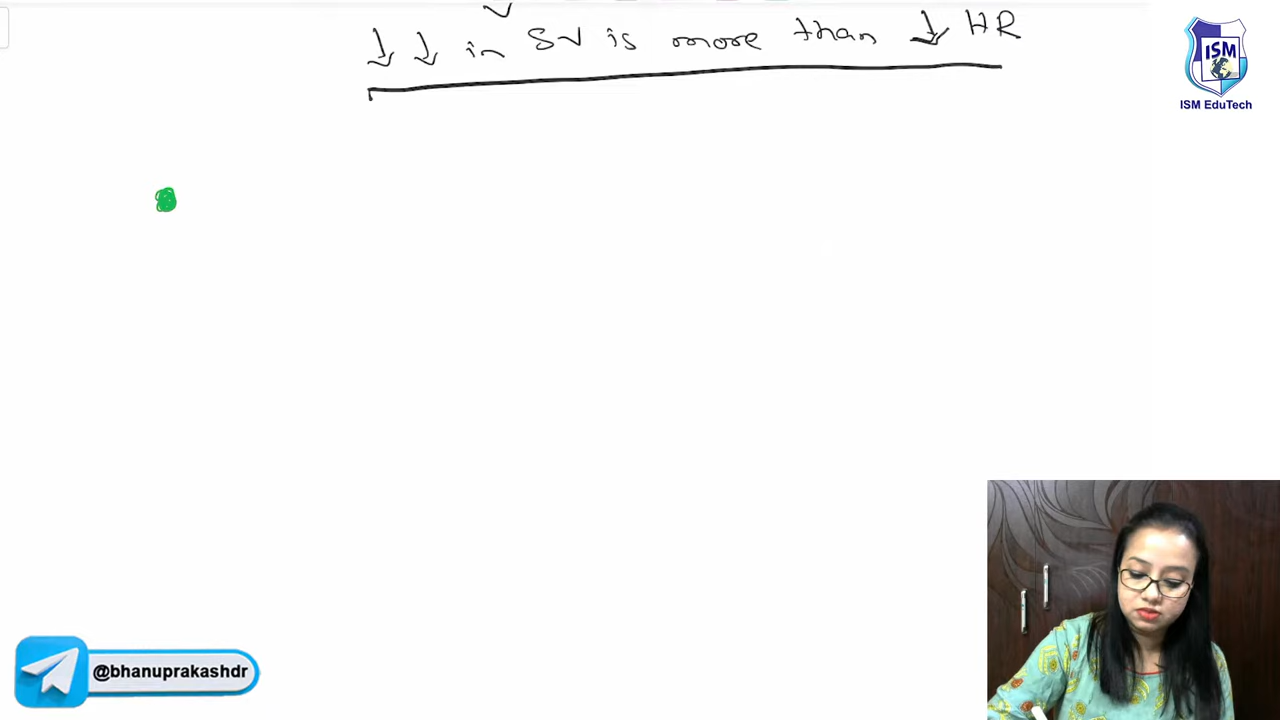 ↓ ↓ in SV is more than ↓ HR
ISM
ISM EduTech
@bhanuprakashdr